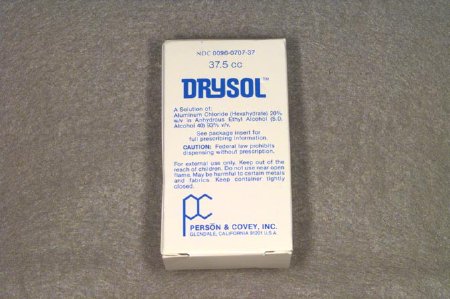 NDC 0096-0707-37
37.5 cc
DRYSOL™
A Solution of:
Aluminum Chloride (Hexahydrate) 20%
w/v in Anhydrous Ethyl Alcohol (S.D.
Alcohol 40) 93% v/v.
See package insert for
full prescribing information.
CAUTION: Federal law prohibits
dispensing without prescription.
For external use only. Keep out of the
reach of children. Do not use near open
flame. May be harmful to certain metals
and fabrics. Keep container tightly
closed.
pc
PERSON & COVEY, INC.
GLENDALE, CALIFORNIA 91201 U.S.A.